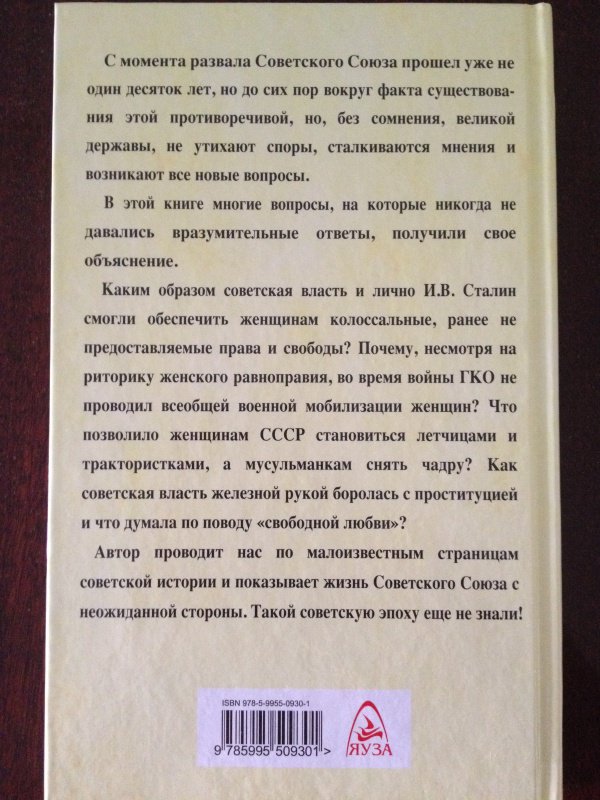 С момента развала Советского Союза прошел уже не
один десяток лет, но до сих пор вокруг факта существова-
ния этой противоречивой, но, без сомнения, великой
державы, не утихают споры, сталкиваются мнения и
возникают все новые вопросы.
В этой книге многие вопросы, на которые никогда не
давались вразумительные ответы, получили свое
объяснение.
Каким образом советская власть и лично И.В. Сталин
смогли обеспечить женщинам колоссальные, ранее не
предоставляемые права и свободы? Почему, несмотря на
риторику женского равноправия, во время войны ГКО не
проводил всеобщей военной мобилизации женщин? Что
позволило женщинам СССР становиться летчицами и
трактористками, а мусульманкам снять чадру? Как
советская власть железной рукой боролась с проституцией
и что думала по поводу «свободной любви»?
Автор проводит нас по малоизвестным страницам
советской истории и показывает жизнь Советского Союза с
неожиданной стороны. Такой советскую эпоху еще не знали!
ISBN 978-5-9955-0930-1
9 785995 509301 >
ЯУЗА